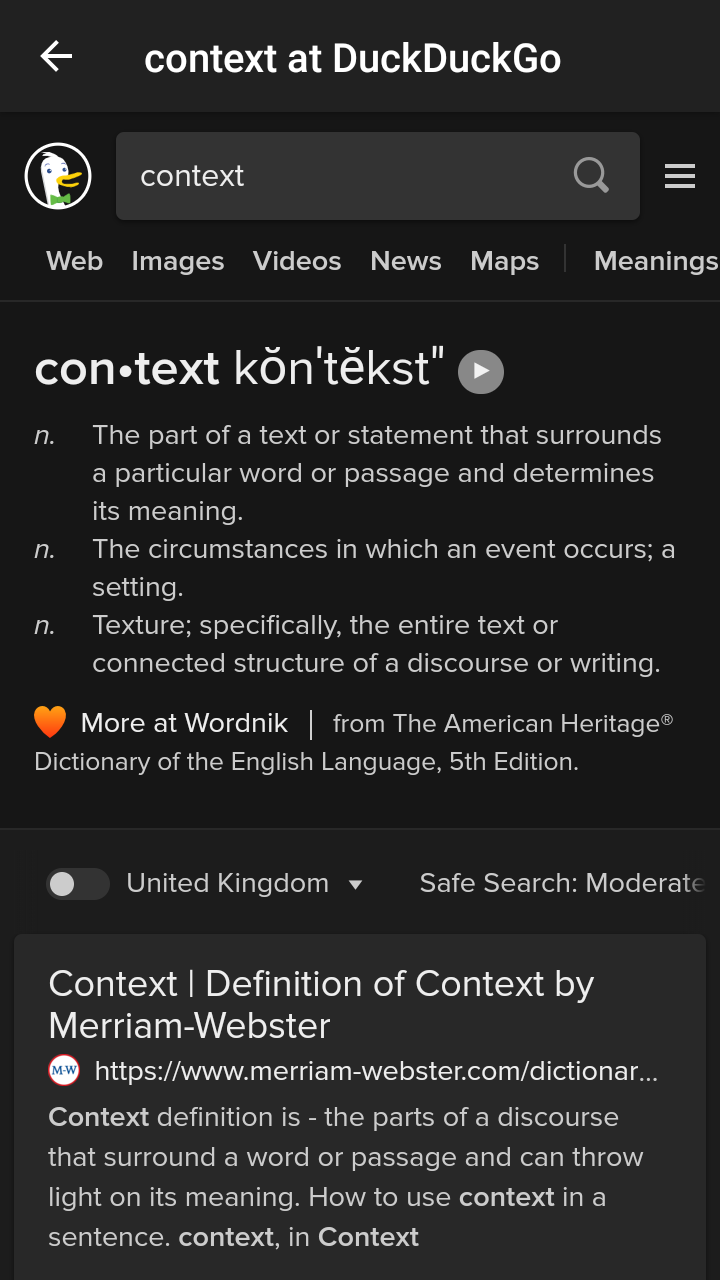 context at DuckDuckGo
context
Web Images Videos News Maps Meanings
con•text kŏn'tĕkst"
n. The part of a text or statement that surrounds
a particular word or passage and determines
its meaning.
n. The circumstances in which an event occurs; a
setting.
n. Texture; specifically, the entire text or
connected structure of a discourse or writing.
More at Wordnik | from The American Heritage®
Dictionary of the English Language, 5th Edition.
United Kingdom Safe Search: Moderate
Context | Definition of Context by
Merriam-Webster
M-W https://www.merriam-webster.com/dictionar...
Context definition is - the parts of a discourse
that surround a word or passage and can throw
light on its meaning. How to use context in a
sentence. context, in Context